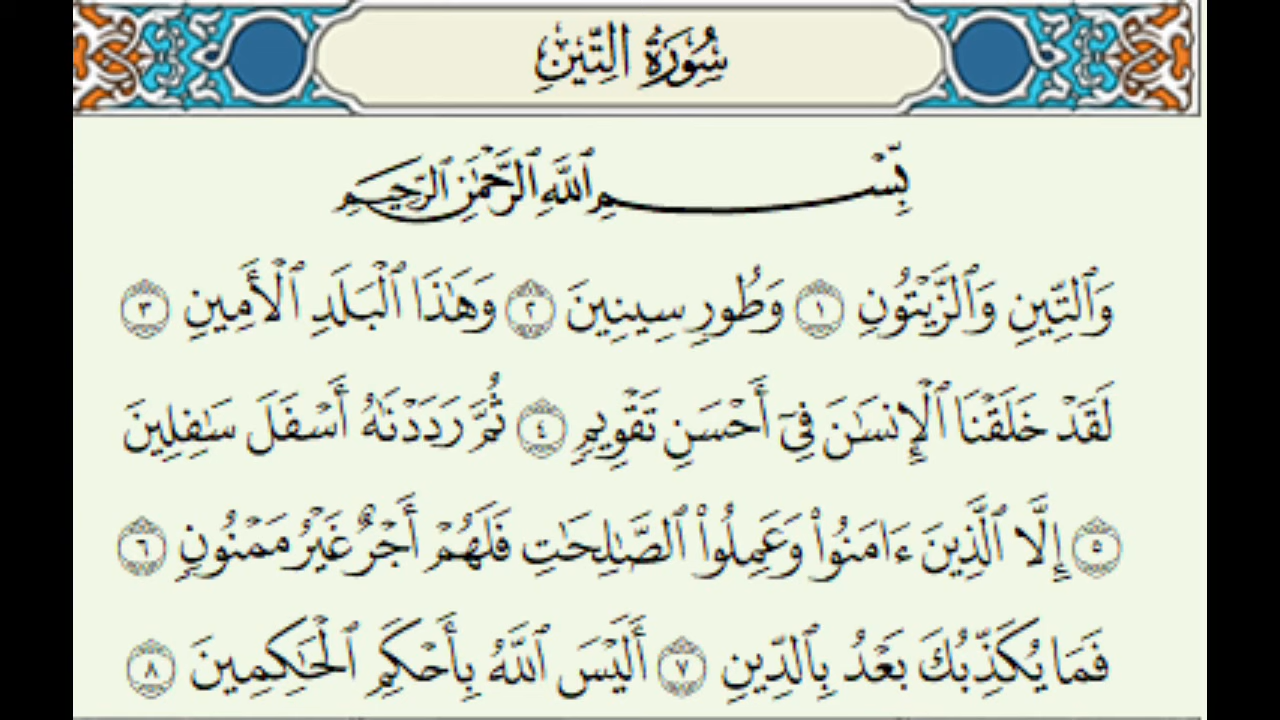 سُورَةُ التِّينِ
بِّسْمِ ٱللَّهِ ٱلرَّحْمَٰنِ ٱلرَّحِيمِ
وَٱلتِّينِ وَٱلزَّيْتُونِ ١ وَطُورِ سِينِينَ ٢ وَهَٰذَا ٱلْبَلَدِ ٱلْأَمِينِ ٣
لَقَدْ خَلَقْنَا ٱلْإِنسَٰنَ فِىٓ أَحْسَنِ تَقْوِيمٍ ٤ ثُمَّ رَدَدْنَٰهُ أَسْفَلَ سَٰفِلِينَ
٥ إِلَّا ٱلَّذِينَ ءَامَنُوا۟ وَعَمِلُوا۟ ٱلصَّٰلِحَٰتِ فَلَهُمْ أَجْرٌ غَيْرُ مَمْنُونٍ ٦
فَمَا يُكَذِّبُكَ بَعْدُ بِٱلدِّينِ ٧ أَلَيْسَ ٱللَّهُ بِأَحْكَمِ ٱلْحَٰكِمِينَ ٨